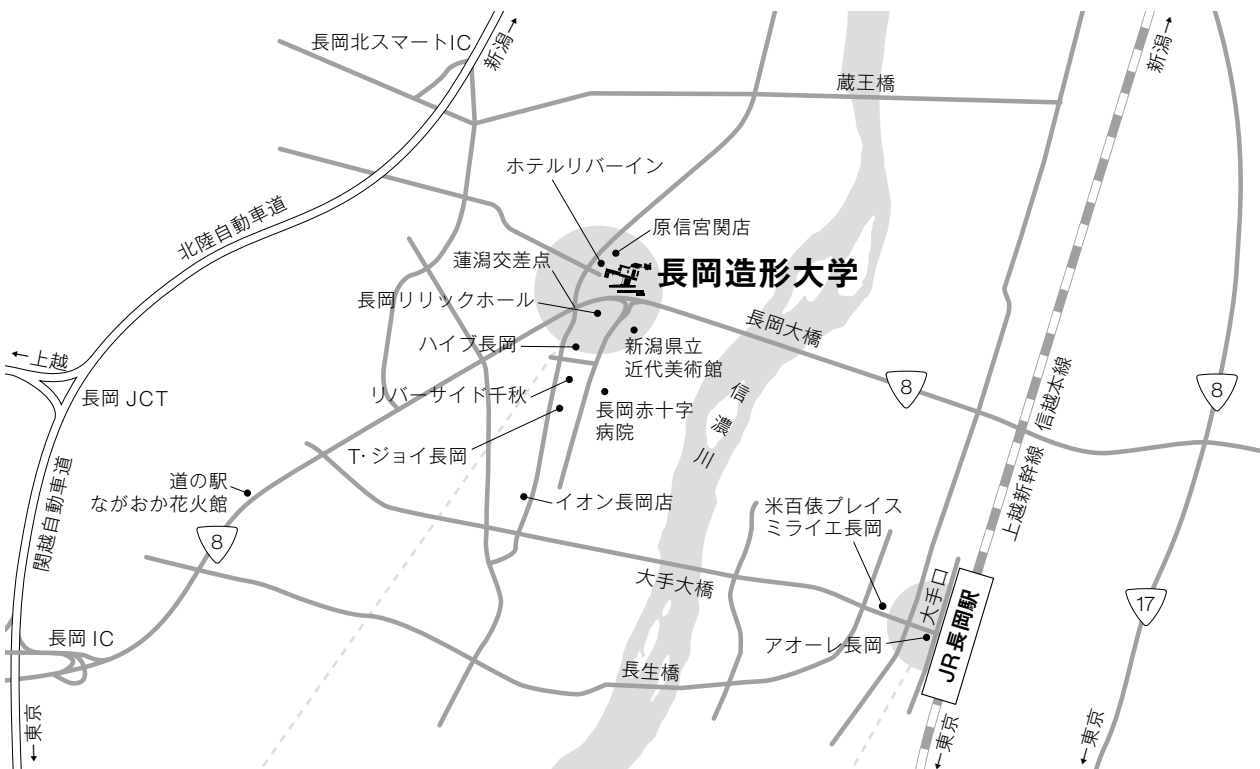 長岡北スマートIC
新潟→
新潟→
蔵王橋
ホテルリバーイン
北陸自動車道
原信宮関店
蓮潟交差点
長岡造形大学
長岡リリックホール
長岡大橋
ハイブ長岡
新潟県立
近代美術館
←上越
長岡JCT
リバーサイド千秋
長岡赤十字
病院
信濃川
8
8
信越本線
上越新幹線
T・ジョイ長岡
道の駅
ながおか花火館
イオン長岡店
米百俵プレイス
ミライエ長岡
関越自動車道
8
大手大橋
大手口
17
長岡IC
アオーレ長岡
JR長岡駅
長生橋
←東京
←東京
←東京